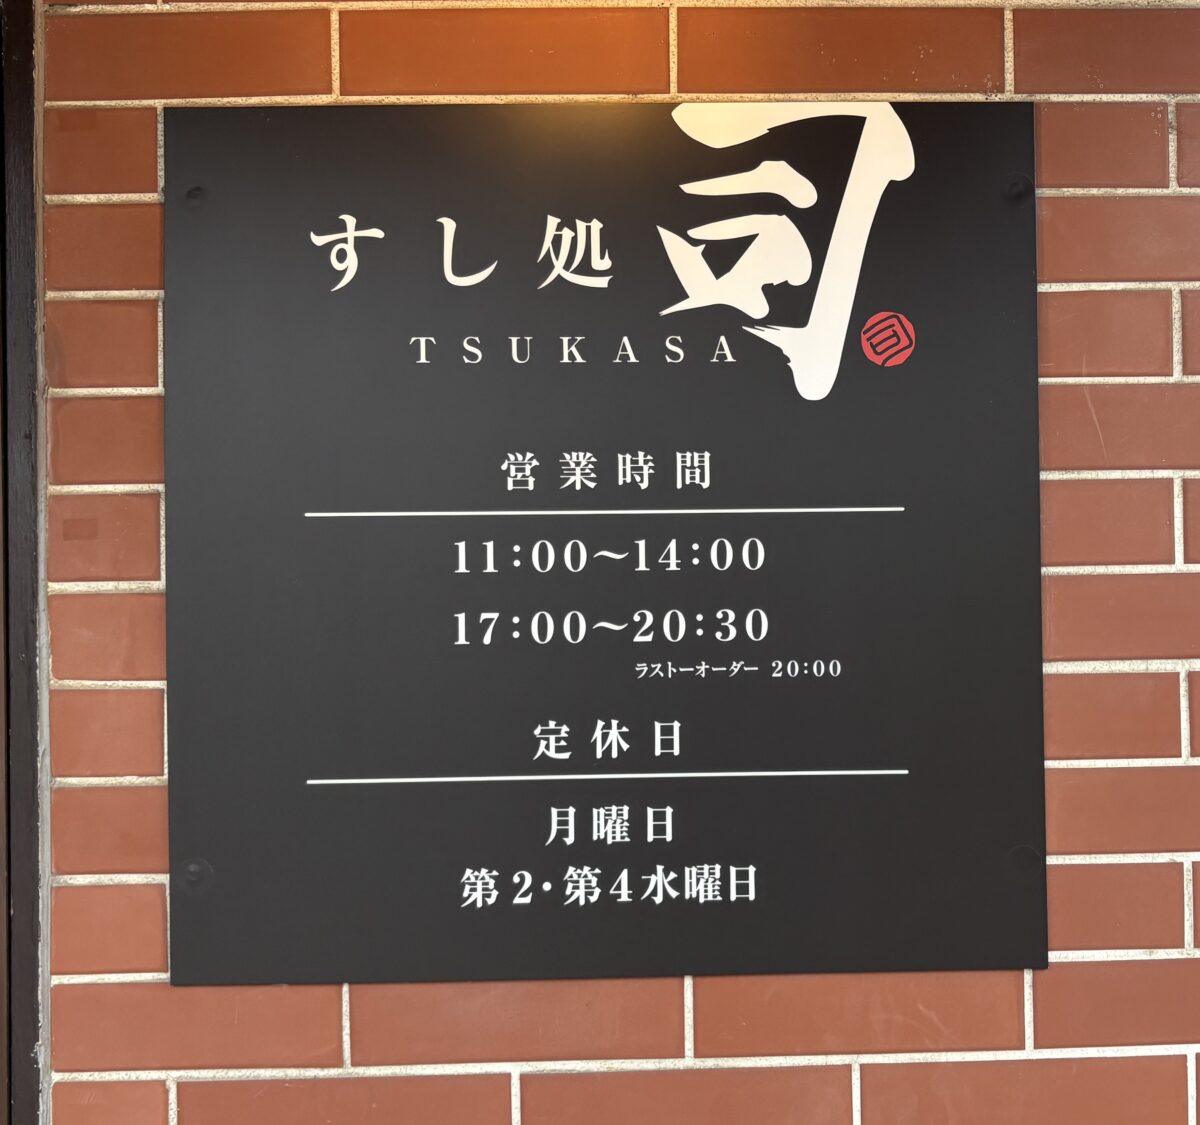 すし処 司
TSUKASA
司
営業時間
11:00～14:00
17:00～20:30
ラストーオーダー 20:00
定休日
月曜日
第2・第4水曜日